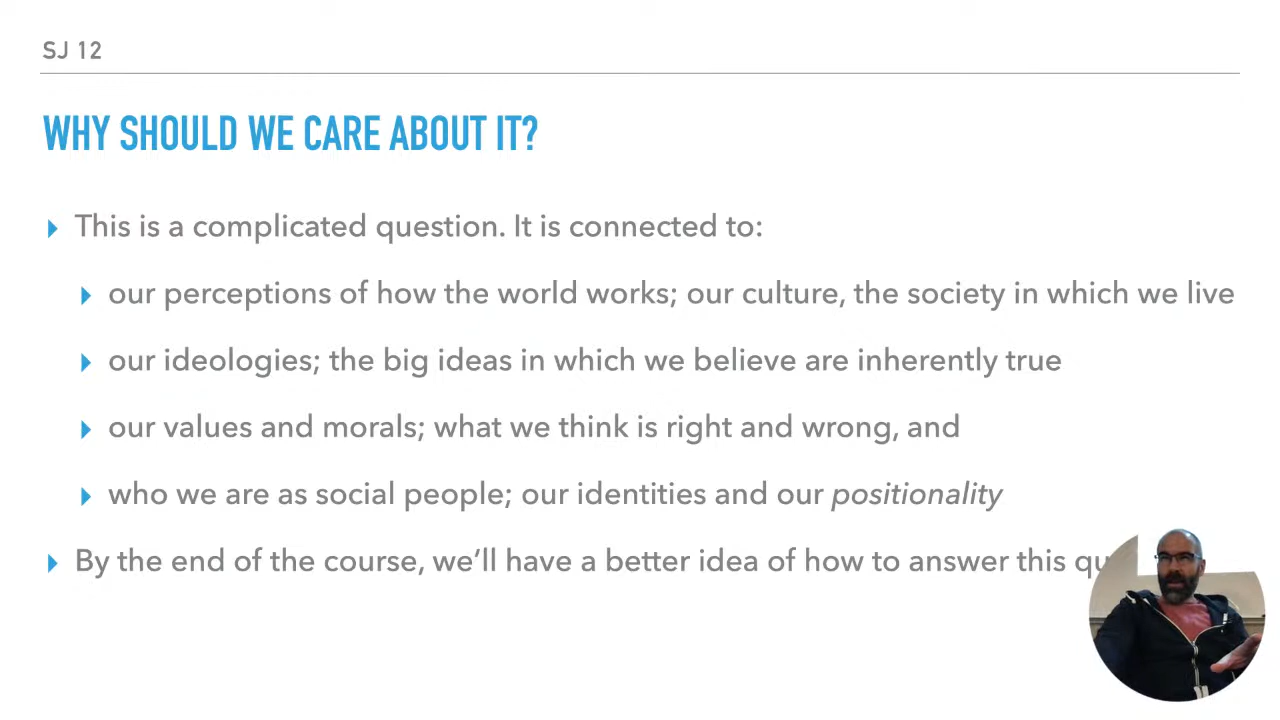 SJ 12
WHY SHOULD WE CARE ABOUT IT?
This is a complicated question. It is connected to:
our perceptions of how the world works; our culture, the society in which we live
our ideologies; the big ideas in which we believe are inherently true
our values and morals; what we think is right and wrong, and
who we are as social people; our identities and our positionality
By the end of the course, we’ll have a better idea of how to answer this